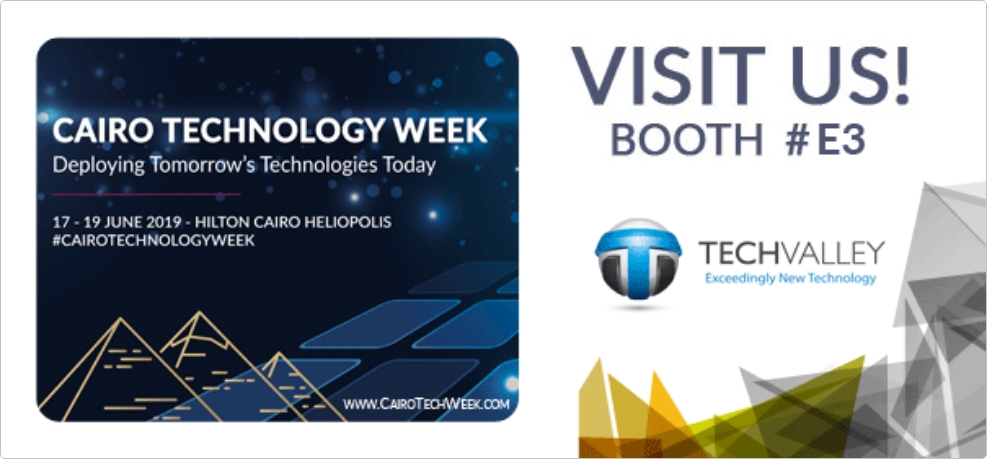 CAIRO TECHNOLOGY WEEK
Deploying Tomorrow's Technologies Today
17 - 19 JUNE 2019 - HILTON CAIRO HELIOPOLIS
#CAIROTECHNOLOGYWEEK
WWW.CAIROTECHWEEK.COM
VISIT US!
BOOTH #E3
TECHVALLEY
Exceedingly New Technology